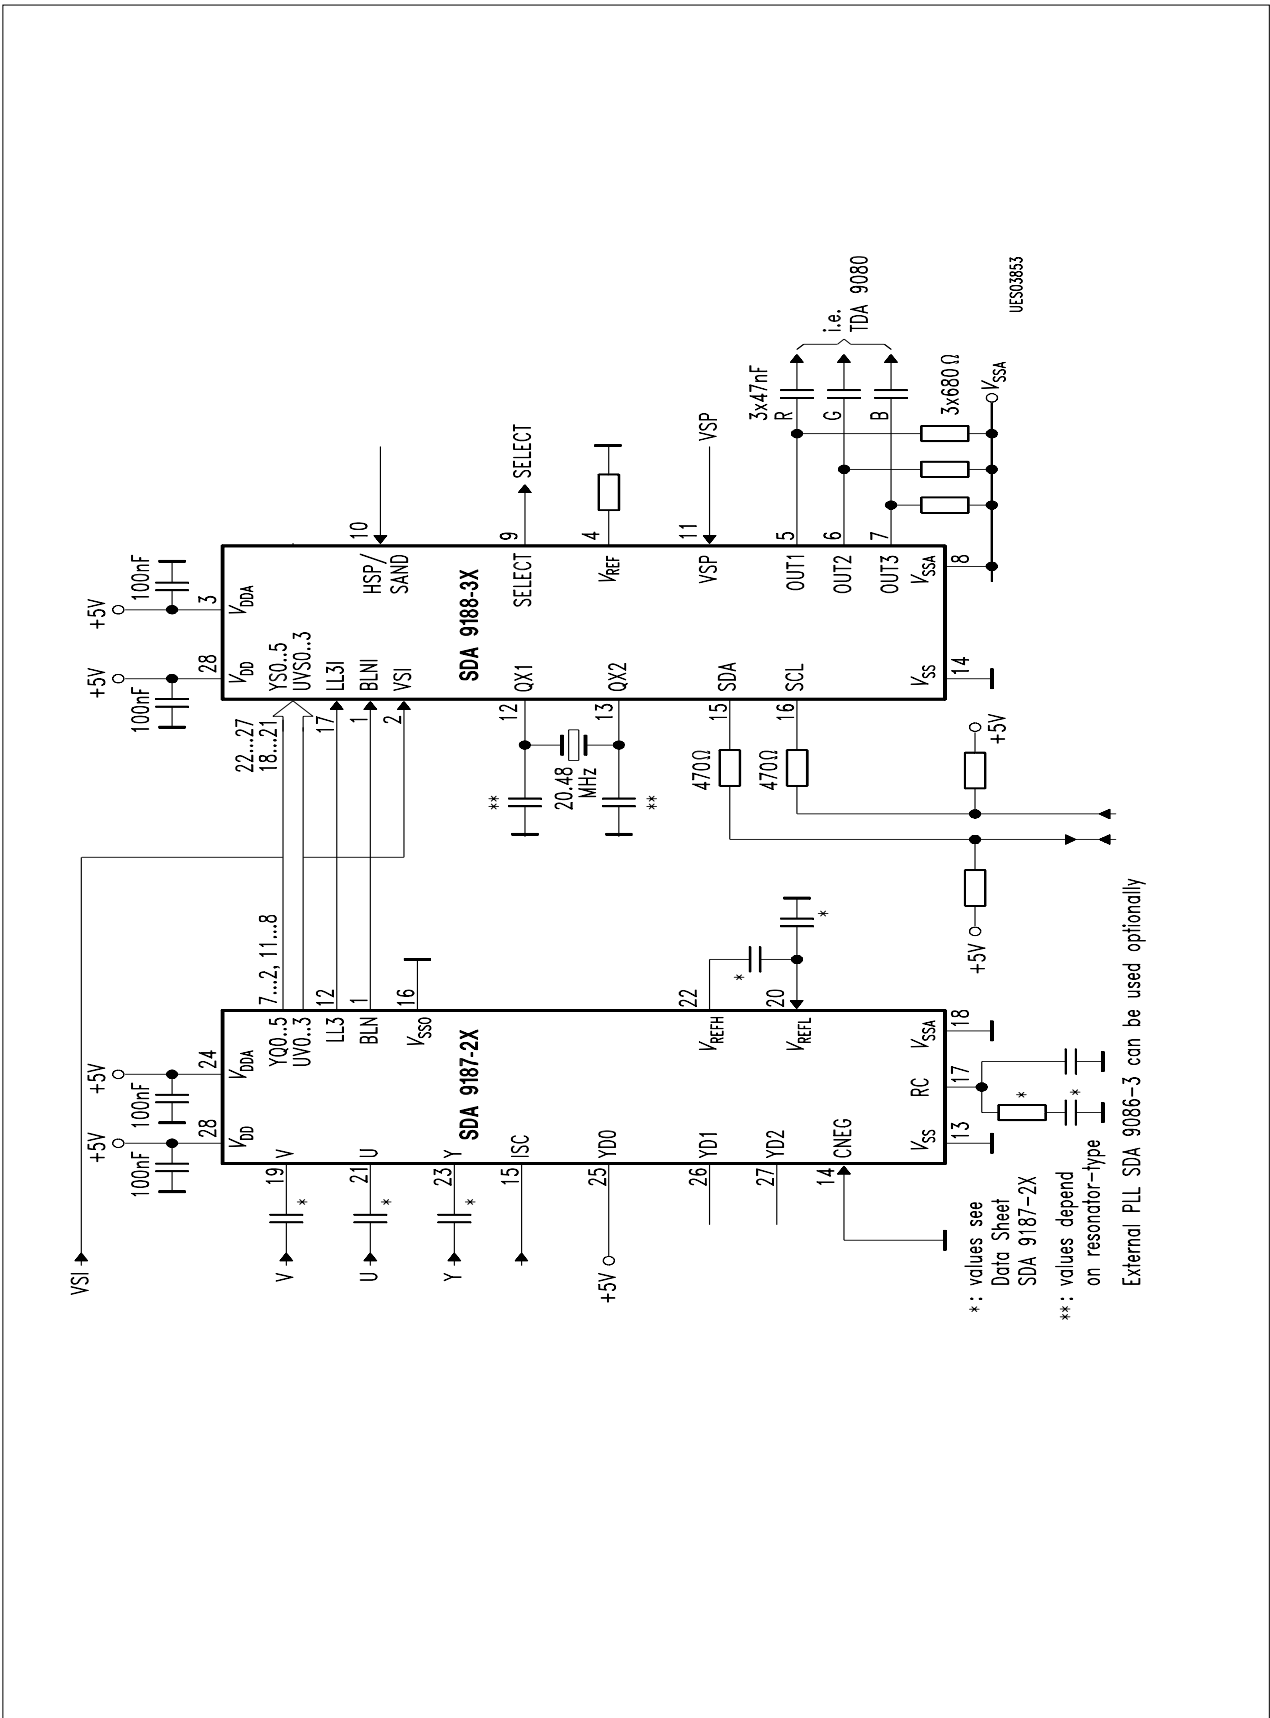 VSI
+5V
+5V
+5V
+5V
100nF
100nF
100nF
100nF
28
24
28
3
V
19
V
U
21
U
Y
23
Y
15
ISC
+5V
25
YD0
26
YD1
27
YD2
14
CNEG
VDD
VDDA
SDA 9187-2X
YQ0..5
UV0..3
7...2, 11...8
LL3
12
BLN
1
VSSO
16
VREFH
22
*
VREFL
20
*
VSS
13
RC
17
VSSA
18
*
*
*
*
*
22...27
18...21
17
1
2
VDD
VDDA
YS0..5
UVS0..3
LL3I
BLNI
VSI
SDA 9188-3X
12
QX1
13
QX2
**
20.48
MHz
**
15
SDA
16
SCL
470Ω
470Ω
+5V
+5V
HSP/
SAND
10
SELECT
9
SELECT
VREF
4
VSP
11
VSP
OUT1
5
OUT2
6
OUT3
7
VSS
14
VSSA
8
3x47nF
R
G
B
i.e.
TDA 9080
3x680Ω
VSSA
*: values see
Data Sheet
SDA 9187-2X
**: values depend
on resonator-type
External PLL SDA 9086-3 can be used optionally
UES03853